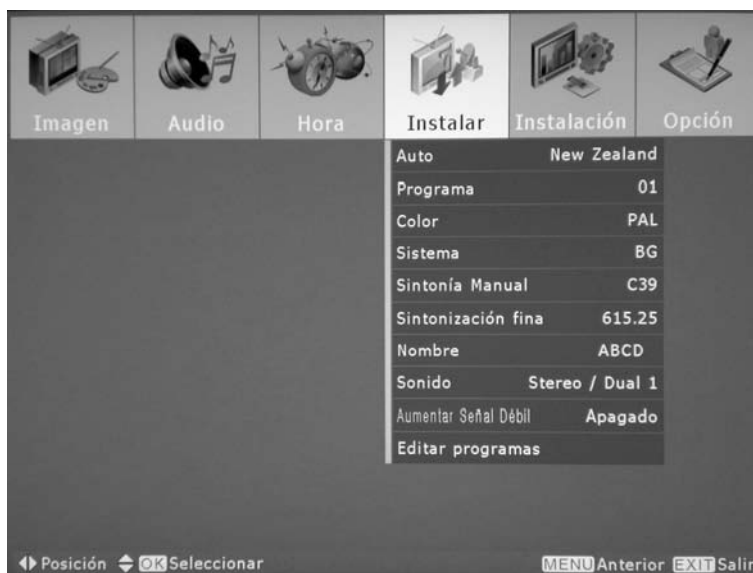 Imagen Audio Hora Instalar Instalación Opción
Auto New Zealand
Programa 01
Color PAL
Sistema BG
Sintonía Manual C39
Sintonización fina 615.25
Nombre ABCD
Sonido Stereo / Dual 1
Aumentar Señal Débil Apagado
Editar programas
Posición OK Seleccionar MENU Anterior EXIT Salir